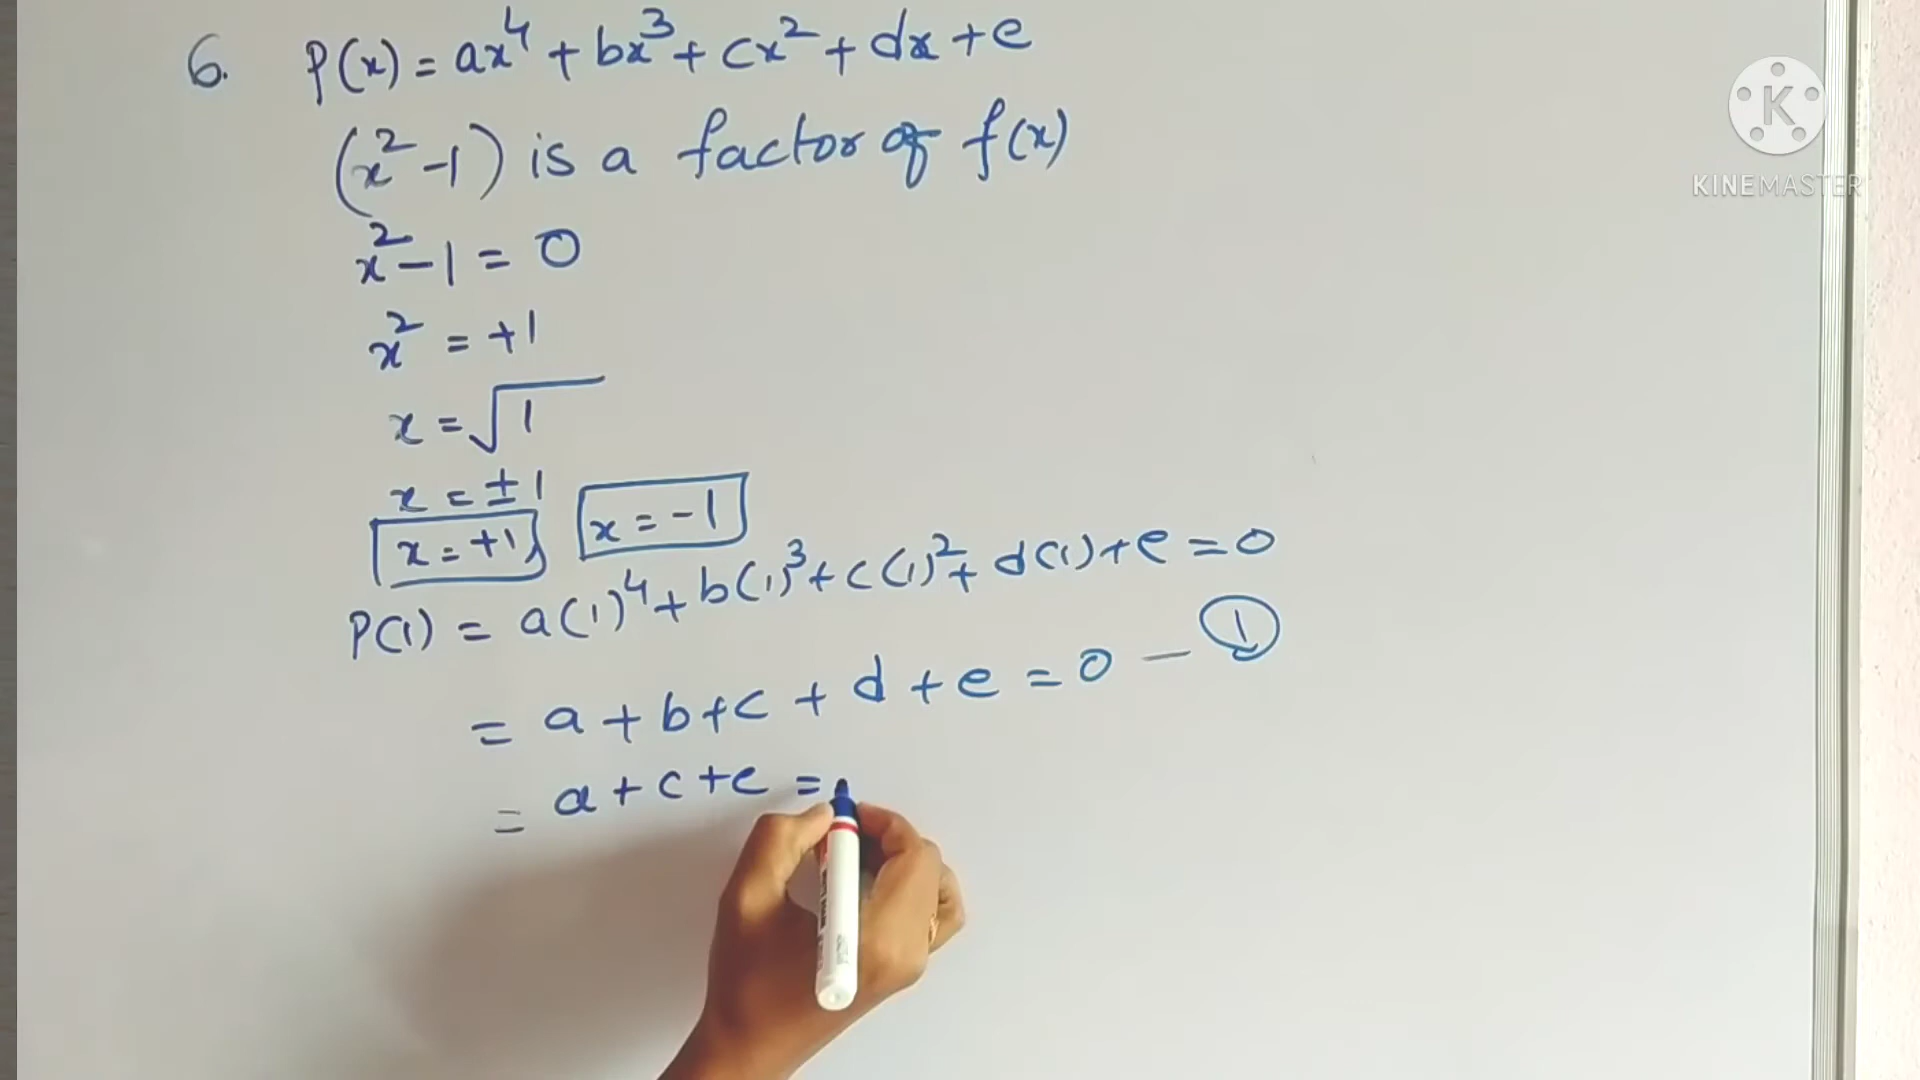 6. P(x) = ax⁴ + bx³ + cx² + dx + e
(x² - 1) is a factor of f(x)
x² - 1 = 0
x² = +1
x = √1
x = ±1
x = +1 x = -1
P(1) = a(1)⁴ + b(1)³ + c(1)² + d(1) + e = 0
= a + b + c + d + e = 0 — ①
= a + c + e =
K
KINEMASTER